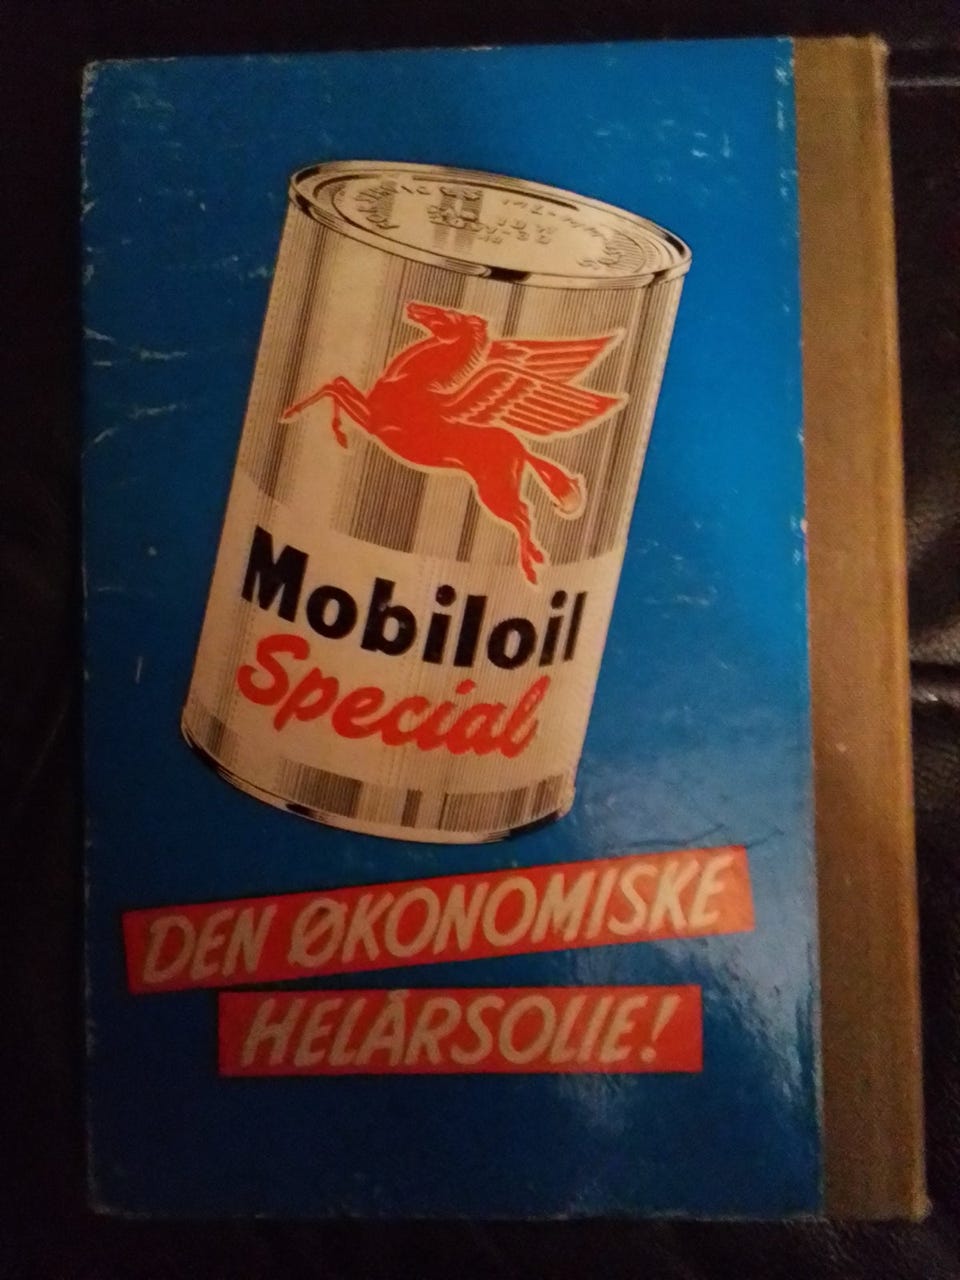 Mobiloil
Special
DEN ØKONOMISKE
HELÅRSOLIE!